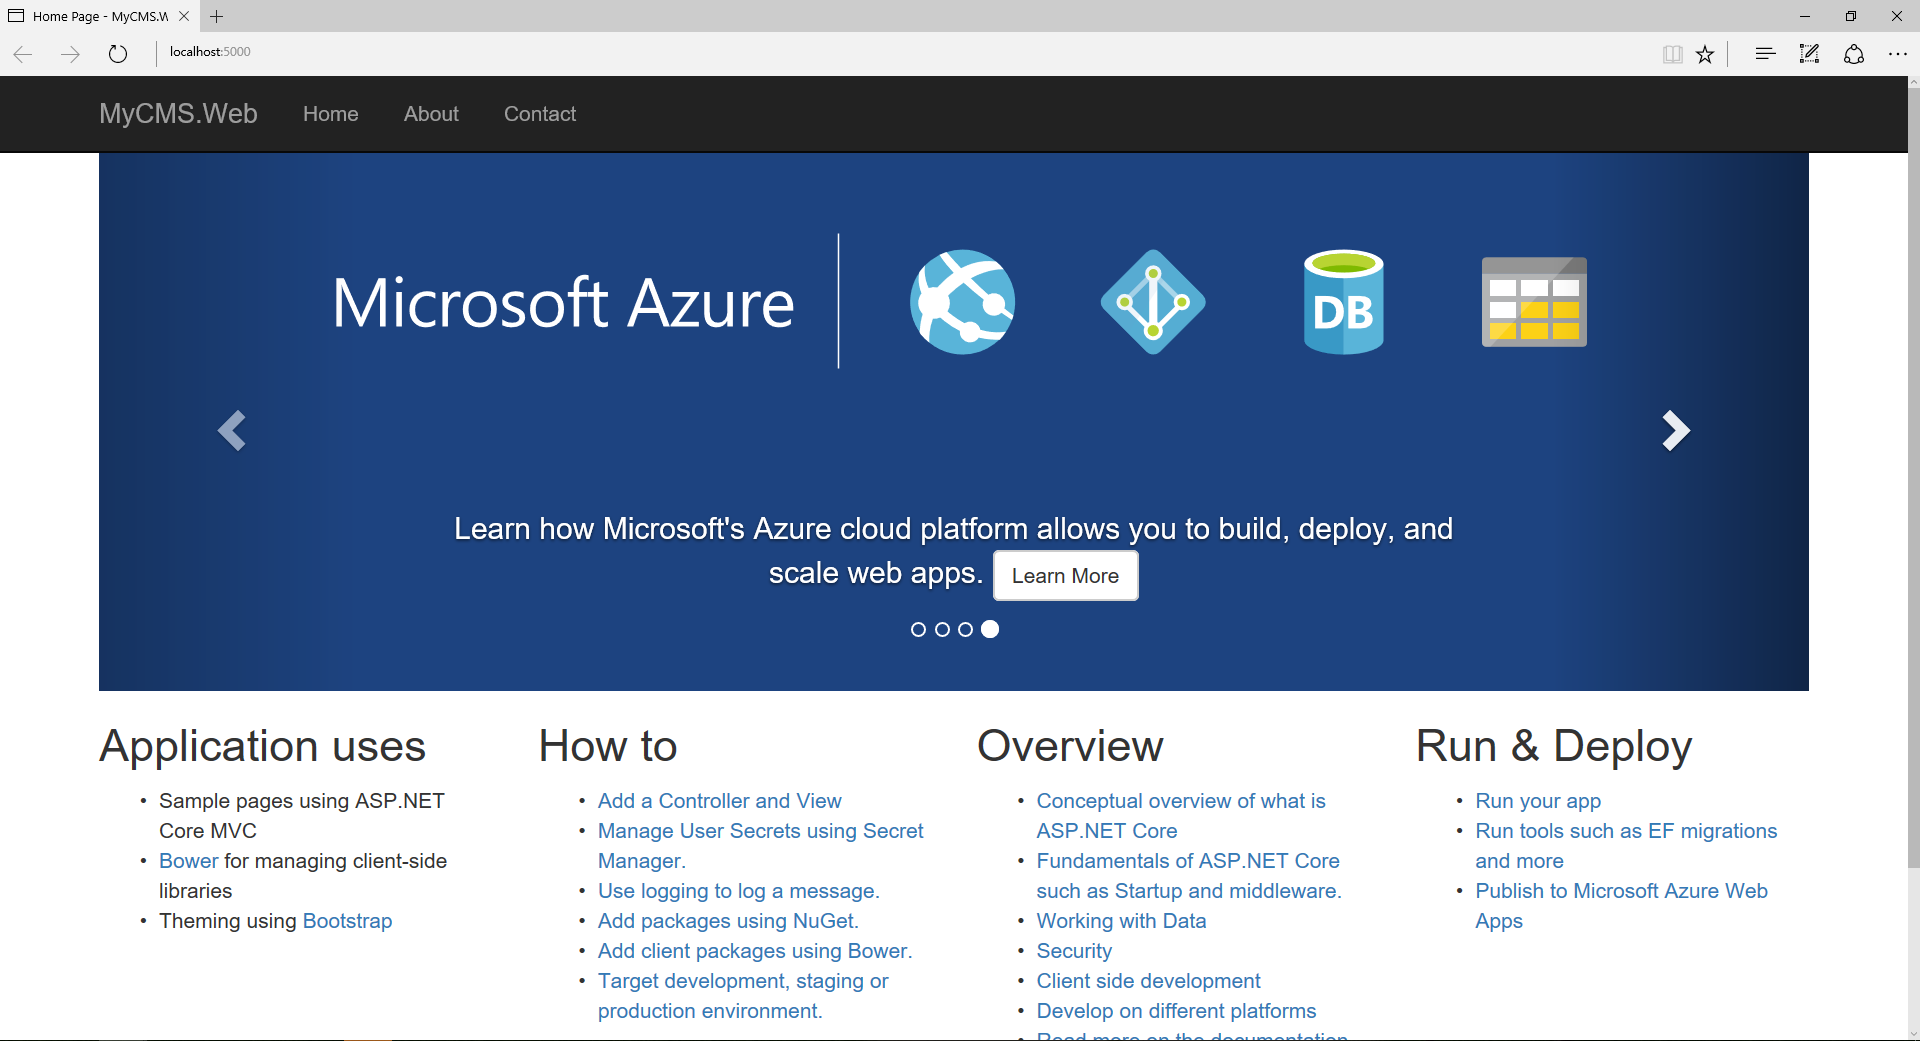 Home Page - MyCMS.W
localhost:5000
MyCMS.Web Home About Contact
Microsoft Azure
DB
Learn how Microsoft's Azure cloud platform allows you to build, deploy, and
scale web apps. Learn More
Application uses
Sample pages using ASP.NET
Core MVC
Bower for managing client-side
libraries
Theming using Bootstrap
How to
Add a Controller and View
Manage User Secrets using Secret
Manager.
Use logging to log a message.
Add packages using NuGet.
Add client packages using Bower.
Target development, staging or
production environment.
Overview
Conceptual overview of what is
ASP.NET Core
Fundamentals of ASP.NET Core
such as Startup and middleware.
Working with Data
Security
Client side development
Develop on different platforms
Read more on the documentation
Run & Deploy
Run your app
Run tools such as EF migrations
and more
Publish to Microsoft Azure Web
Apps